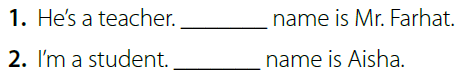 1. He's a teacher. ________ name is Mr. Farhat.
2. I'm a student. ________ name is Aisha.